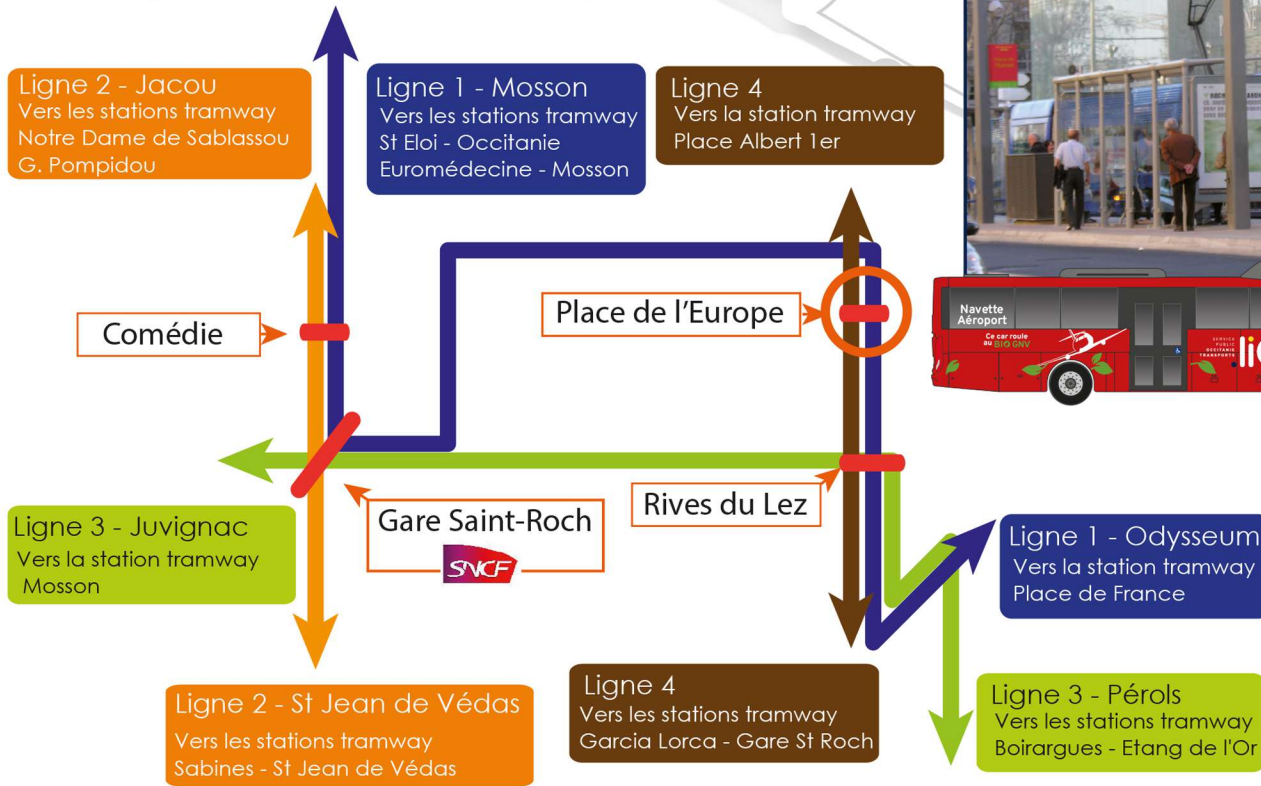 Ligne 2 - Jacou
Vers les stations tramway
Notre Dame de Sablassou
G. Pompidou
Ligne 1 - Mosson
Vers les stations tramway
St Eloi - Occitanie
Euromédecine - Mosson
Ligne 4
Vers la station tramway
Place Albert 1er
Comédie
Place de l'Europe
Navette
Aéroport
Ce car roule
au BIO GNV
SERVICE
PUBLIC
OCCITANIE
TRANSPORTS
Gare Saint-Roch
SNCF
Rives du Lez
Ligne 3 - Juvignac
Vers la station tramway
Mosson
Ligne 1 - Odysseum
Vers la station tramway
Place de France
Ligne 2 - St Jean de Védas
Vers les stations tramway
Sabines - St Jean de Védas
Ligne 4
Vers les stations tramway
Garcia Lorca - Gare St Roch
Ligne 3 - Pérols
Vers les stations tramway
Boirargues - Etang de l'Or